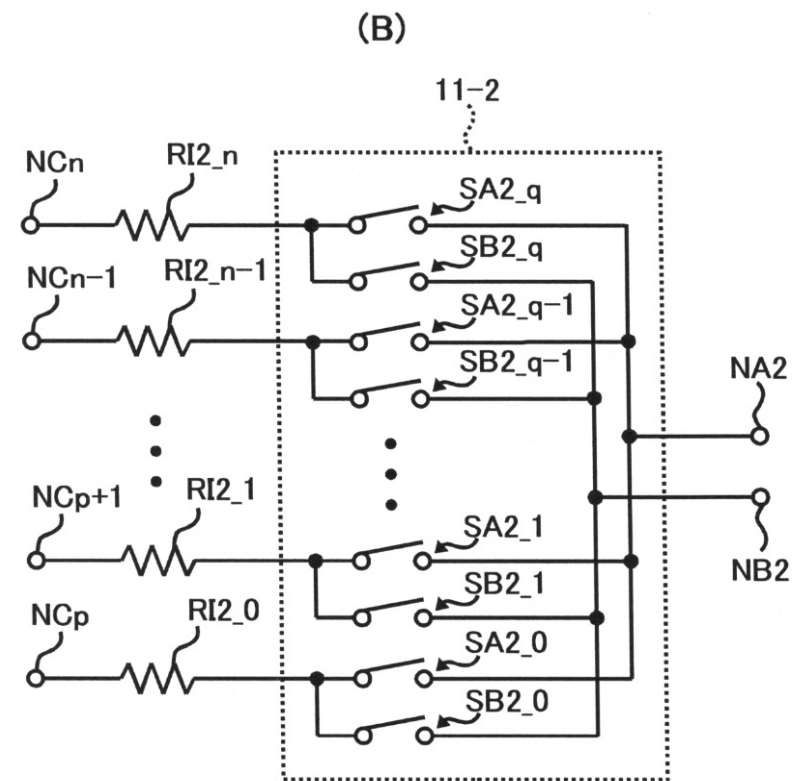 (B)
11-2
NCn
RI2_n
SA2_q
SB2_q
NCn-1
RI2_n-1
SA2_q-1
SB2_q-1
NA2
NCp+1
RI2_1
SA2_1
NB2
SB2_1
NCp
RI2_0
SA2_0
SB2_0